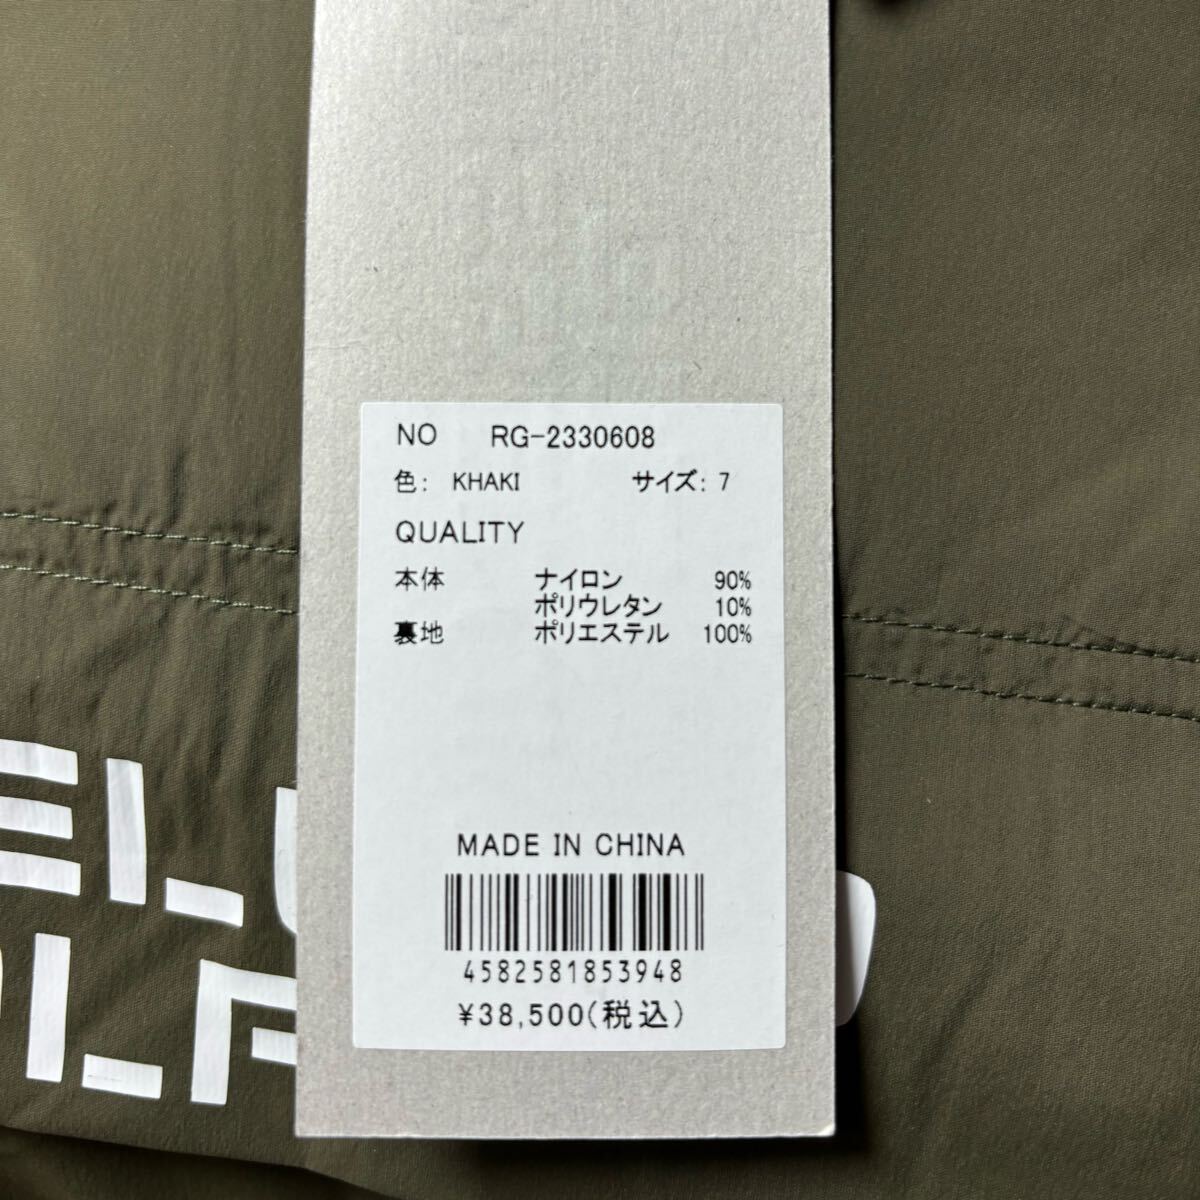 NO RG-2330608
色: KHAKI サイズ: 7
QUALITY
本体 ナイロン 90%
ポリウレタン 10%
裏地 ポリエステル 100%
MADE IN CHINA
4582581853948
¥38,500(税込)